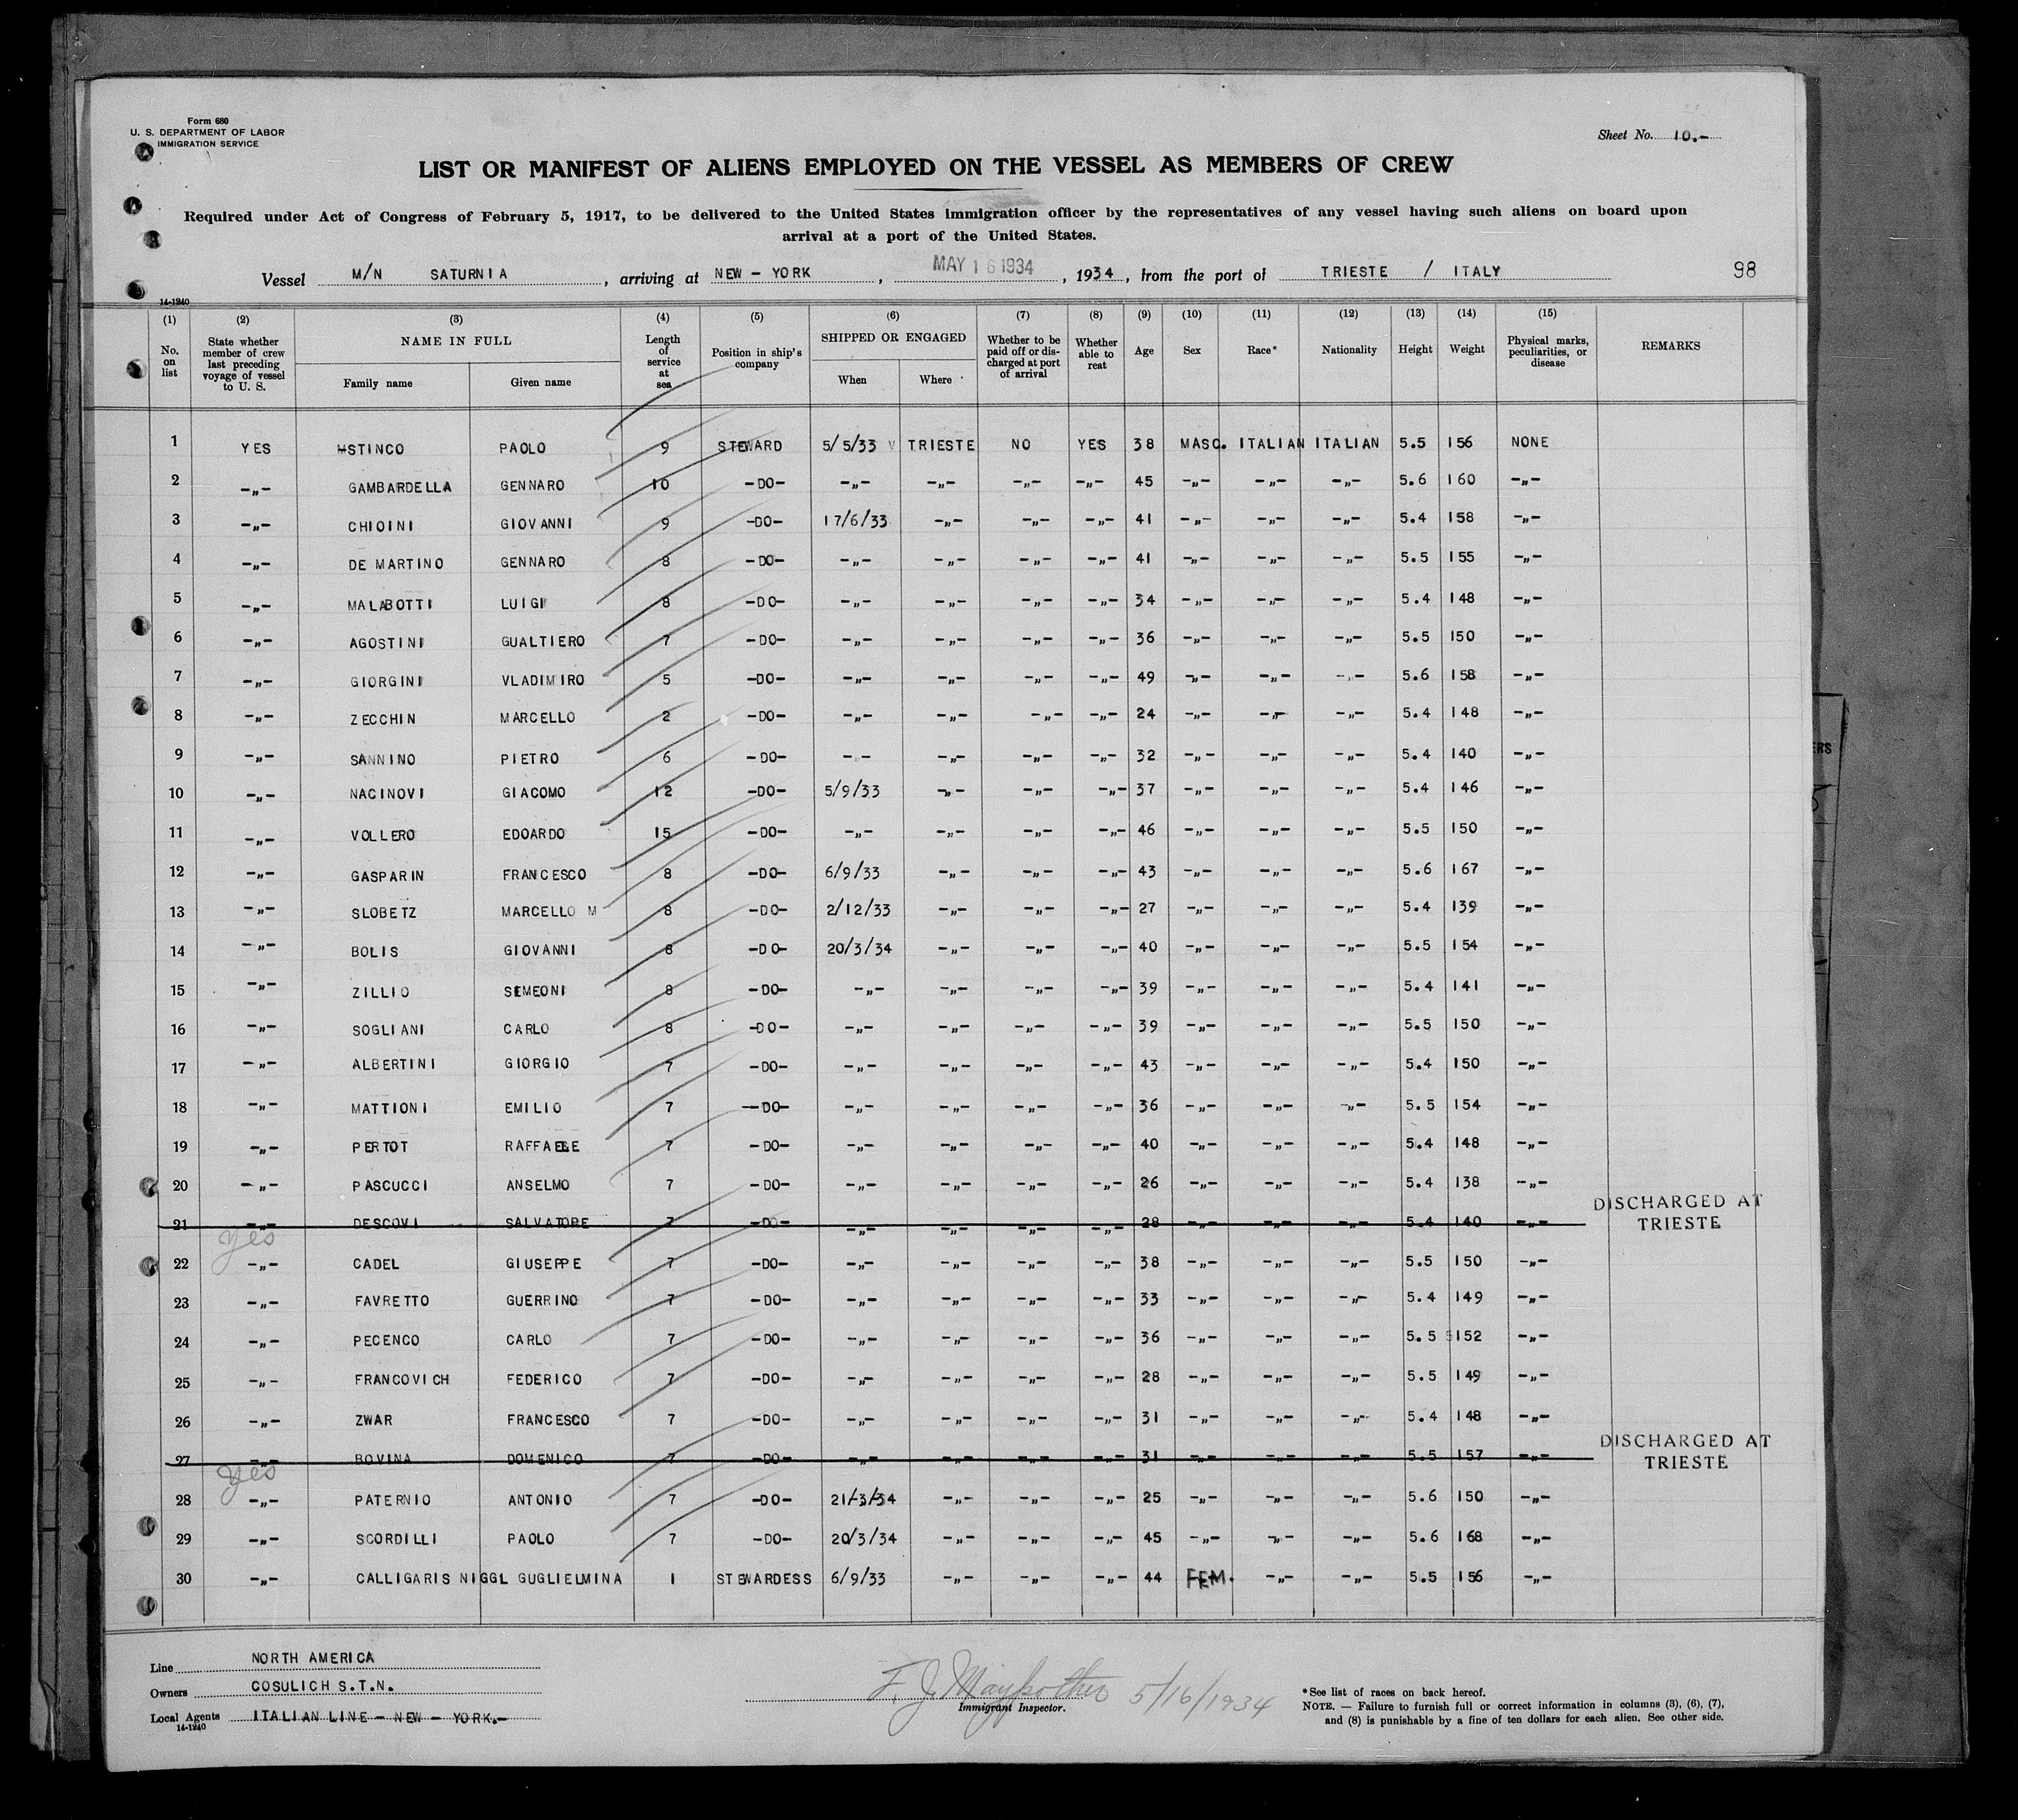 Form 680
U. S. DEPARTMENT OF LABOR
IMMIGRATION SERVICE
Sheet No. 10.-
LIST OR MANIFEST OF ALIENS EMPLOYED ON THE VESSEL AS MEMBERS OF CREW
Required under Act of Congress of February 5, 1917, to be delivered to the United States immigration officer by the representatives of any vessel having such aliens on board upon
arrival at a port of the United States.
Vessel M/N SATURNIA , arriving at NEW - YORK , MAY 16 1934 , 1934, from the port of TRIESTE / ITALY 98
14-1240
(1) (2) (3) (4) (5) (6) (7) (8) (9) (10) (11) (12) (13) (14) (15)
No. on list State whether member of crew last preceding voyage of vessel to U. S. NAME IN FULL Family name Given name Length of service at sea Position in ship's company SHIPPED OR ENGAGED When Where Whether to be paid off or discharged at port of arrival Whether able to reat Age Sex Race* Nationality Height Weight Physical marks, peculiarities, or disease REMARKS
1 YES STINCO PAOLO 9 STEWARD 5/5/33 TRIESTE NO YES 38 MASC. ITALIAN ITALIAN 5.5 156 NONE
2 -„- GAMBARDELLA GENNARO 10 -DO- -„- -„- -„- -„- 45 -„- -„- -„- 5.6 160 -„-
3 -„- CHIOINI GIOVANNI 9 -DO- 17/6/33 -„- -„- -„- 41 -„- -„- -„- 5.4 158 -„-
4 -„- DE MARTINO GENNARO 8 -DO- -„- -„- -„- -„- 41 -„- -„- -„- 5.5 155 -„-
5 -„- MALABOTTI LUIGI 8 -DO- -„- -„- -„- -„- 34 -„- -„- -„- 5.4 148 -„-
6 -„- AGOSTINI GUALTIERO 7 -DO- -„- -„- -„- -„- 36 -„- -„- -„- 5.5 150 -„-
7 -„- GIORGINI VLADIMIRO 5 -DO- -„- -„- -„- -„- 49 -„- -„- -„- 5.6 158 -„-
8 -„- ZECCHIN MARCELLO 2 -DO- -„- -„- -„- -„- 24 -„- -„- -„- 5.4 148 -„-
9 -„- SANNINO PIETRO 6 -DO- -„- -„- -„- -„- 32 -„- -„- -„- 5.4 140 -„-
10 -„- NACINOVI GIACOMO 12 -DO- 5/9/33 -„- -„- -„- 37 -„- -„- -„- 5.4 146 -„-
11 -„- VOLLERO EDOARDO 15 -DO- -„- -„- -„- -„- 46 -„- -„- -„- 5.5 150 -„-
12 -„- GASPARIN FRANCESCO 8 -DO- 6/9/33 -„- -„- -„- 43 -„- -„- -„- 5.6 167 -„-
13 -„- SLOBETZ MARCELLO M 8 -DO- 2/12/33 -„- -„- -„- 27 -„- -„- -„- 5.4 139 -„-
14 -„- BOLIS GIOVANNI 8 -DO- 20/3/34 -„- -„- -„- 40 -„- -„- -„- 5.5 154 -„-
15 -„- ZILLIO SIMEONI 8 -DO- -„- -„- -„- -„- 39 -„- -„- -„- 5.4 141 -„-
16 -„- SOGLIANI CARLO 8 -DO- -„- -„- -„- -„- 39 -„- -„- -„- 5.5 150 -„-
17 -„- ALBERTINI GIORGIO 7 -DO- -„- -„- -„- -„- 43 -„- -„- -„- 5.4 150 -„-
18 -„- MATTIONI EMILIO 7 -DO- -„- -„- -„- -„- 36 -„- -„- -„- 5.5 154 -„-
19 -„- PERTOT RAFFAELE 7 -DO- -„- -„- -„- -„- 40 -„- -„- -„- 5.4 148 -„-
20 -„- PASCUCCI ANSELMO 7 -DO- -„- -„- -„- -„- 26 -„- -„- -„- 5.4 138 -„-
21 -„- DESCOVI SALVATORE 7 -DO- -„- -„- -„- -„- 28 -„- -„- -„- 5.4 140 -„- DISCHARGED AT TRIESTE
yes
22 -„- CADEL GIUSEPPE 7 -DO- -„- -„- -„- -„- 38 -„- -„- -„- 5.5 150 -„-
23 -„- FAVRETTO GUERRINO 7 -DO- -„- -„- -„- -„- 33 -„- -„- -„- 5.4 149 -„-
24 -„- PECENCO CARLO 7 -DO- -„- -„- -„- -„- 36 -„- -„- -„- 5.5 152 -„-
25 -„- FRANCOVICH FEDERICO 7 -DO- -„- -„- -„- -„- 28 -„- -„- -„- 5.5 149 -„-
26 -„- ZWAR FRANCESCO 7 -DO- -„- -„- -„- -„- 31 -„- -„- -„- 5.4 148 -„-
27 -„- BOVINA DOMENICO 7 -DO- -„- -„- -„- -„- 31 -„- -„- -„- 5.5 157 -„- DISCHARGED AT TRIESTE
yes
28 -„- PATERNIO ANTONIO 7 -DO- 21/3/34 -„- -„- -„- 25 -„- -„- -„- 5.6 150 -„-
29 -„- SCORDILLI PAOLO 7 -DO- 20/3/34 -„- -„- -„- 45 -„- -„- -„- 5.6 168 -„-
30 -„- CALLIGARIS NIGGL GUGLIELMINA 1 STEWARDESS 6/9/33 -„- -„- -„- 44 FEM. -„- -„- 5.5 156 -„-
Line NORTH AMERICA
Owners COSULICH S.T.N.
Local Agents ITALIAN LINE - NEW - YORK.-
14-1240
F. J. 5/16/1934
Immigrant Inspector.
*See list of races on back hereof.
NOTE. — Failure to furnish full or correct information in columns (3), (6), (7),
and (8) is punishable by a fine of ten dollars for each alien. See other side.